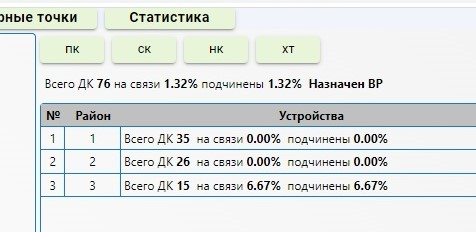 рные точки Статистика
ПК СК НК ХТ
Всего ДК 76 на связи 1.32% подчинены 1.32% Назначен ВР
№ Район Устройства
1 1 Всего ДК 35 на связи 0.00% подчинены 0.00%
2 2 Всего ДК 26 на связи 0.00% подчинены 0.00%
3 3 Всего ДК 15 на связи 6.67% подчинены 6.67%